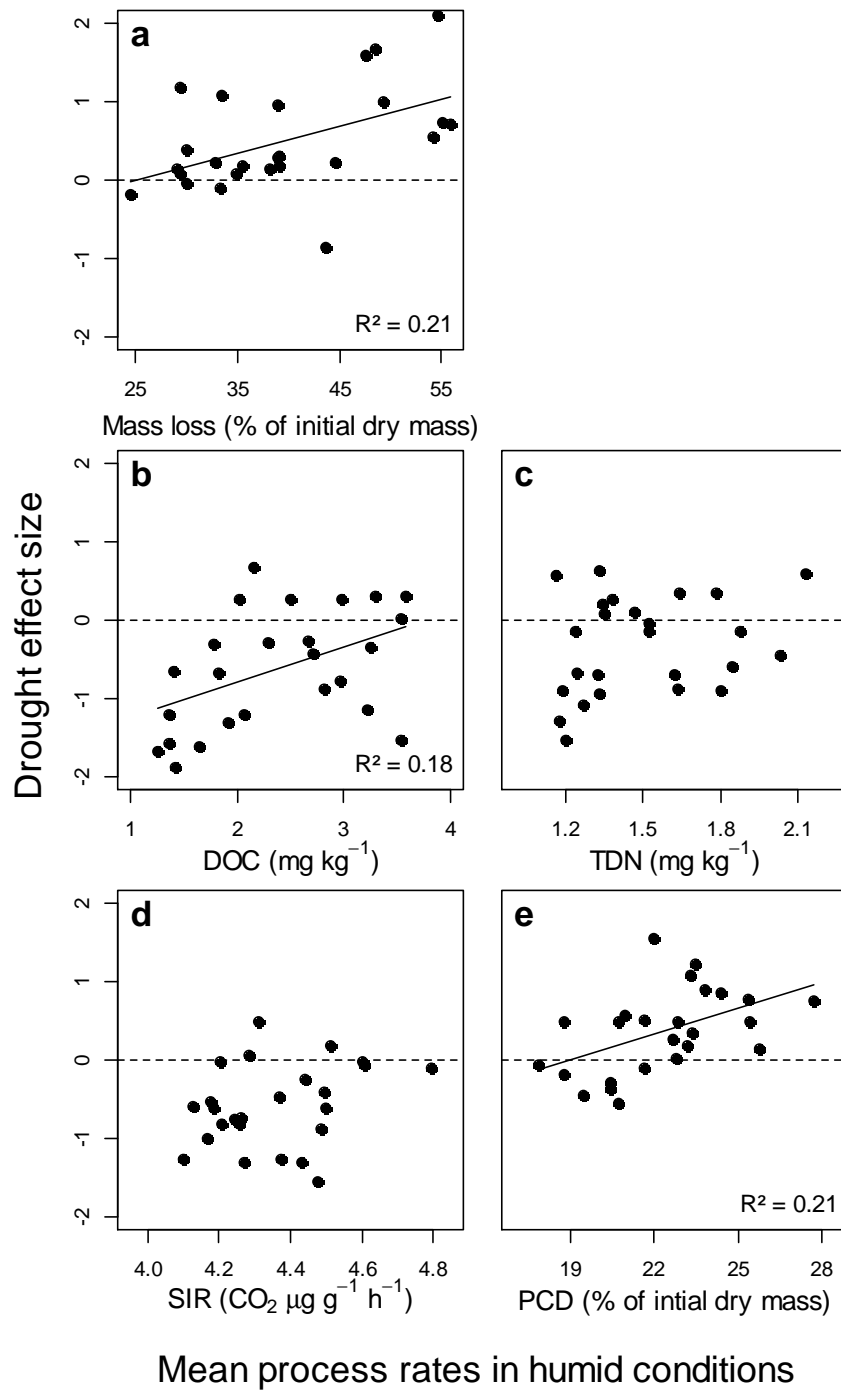 a
2
1
0
-1
-2
R² = 0.21
25 35 45 55
Mass loss (% of initial dry mass)
Drought effect size
b
2
1
0
-1
-2
R² = 0.18
1 2 3 4
DOC (mg kg⁻¹)
c
1.2 1.5 1.8 2.1
TDN (mg kg⁻¹)
d
2
1
0
-1
-2
4.0 4.2 4.4 4.6 4.8
SIR (CO₂ µg g⁻¹ h⁻¹)
e
R² = 0.21
19 22 25 28
PCD (% of intial dry mass)
Mean process rates in humid conditions